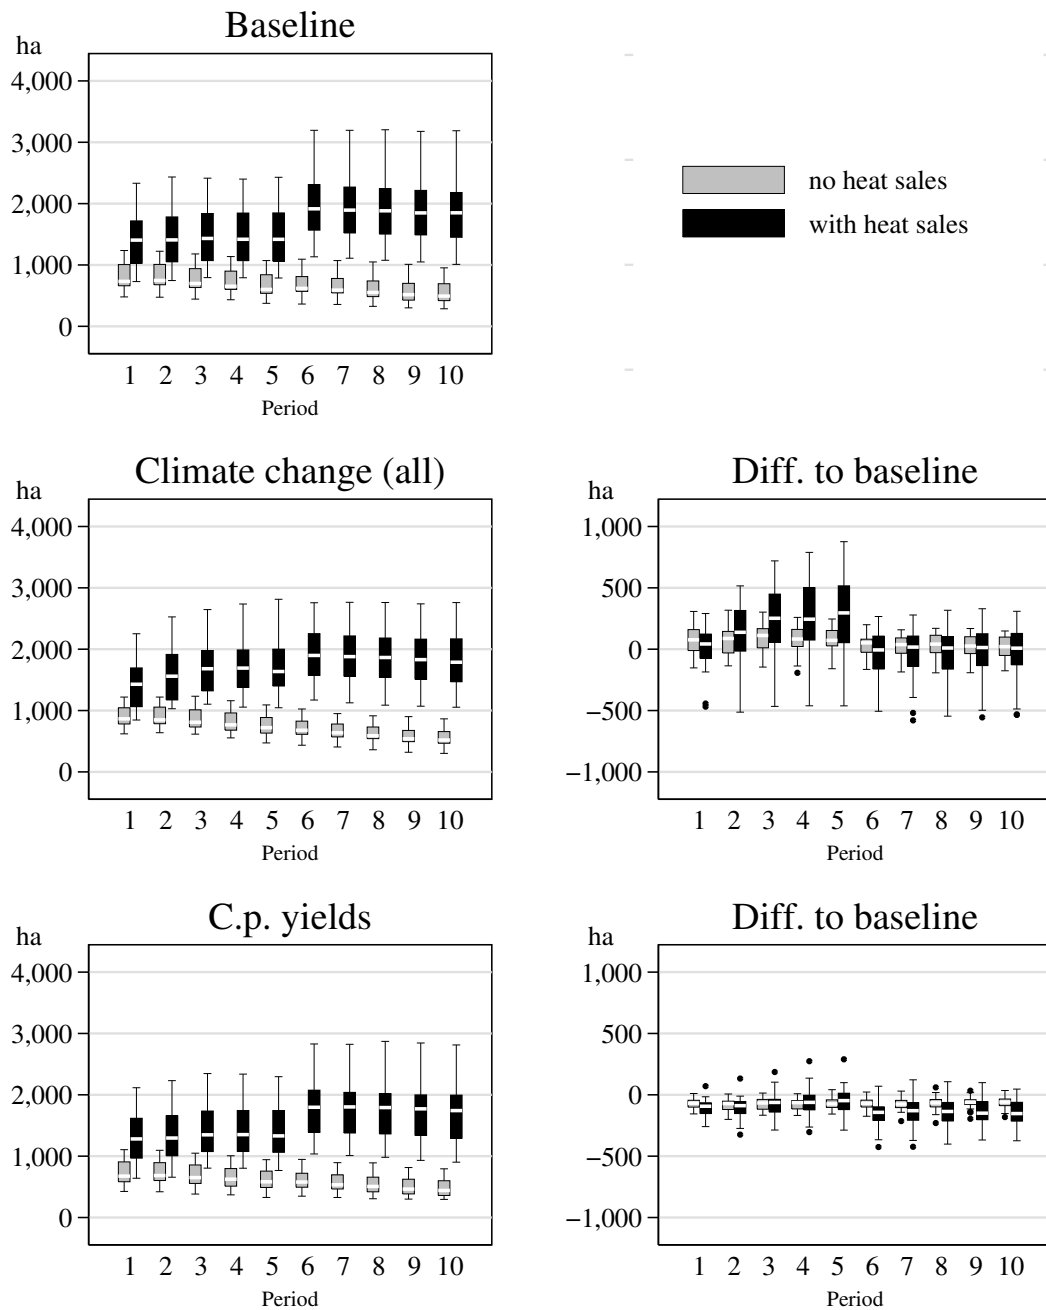 Baseline
ha
4,000
3,000
2,000
1,000
0
1 2 3 4 5 6 7 8 9 10
Period
no heat sales
with heat sales
Climate change (all)
ha
4,000
3,000
2,000
1,000
0
1 2 3 4 5 6 7 8 9 10
Period
Diff. to baseline
ha
1,000
500
0
−500
−1,000
1 2 3 4 5 6 7 8 9 10
Period
C.p. yields
ha
4,000
3,000
2,000
1,000
0
1 2 3 4 5 6 7 8 9 10
Period
Diff. to baseline
ha
1,000
500
0
−500
−1,000
1 2 3 4 5 6 7 8 9 10
Period